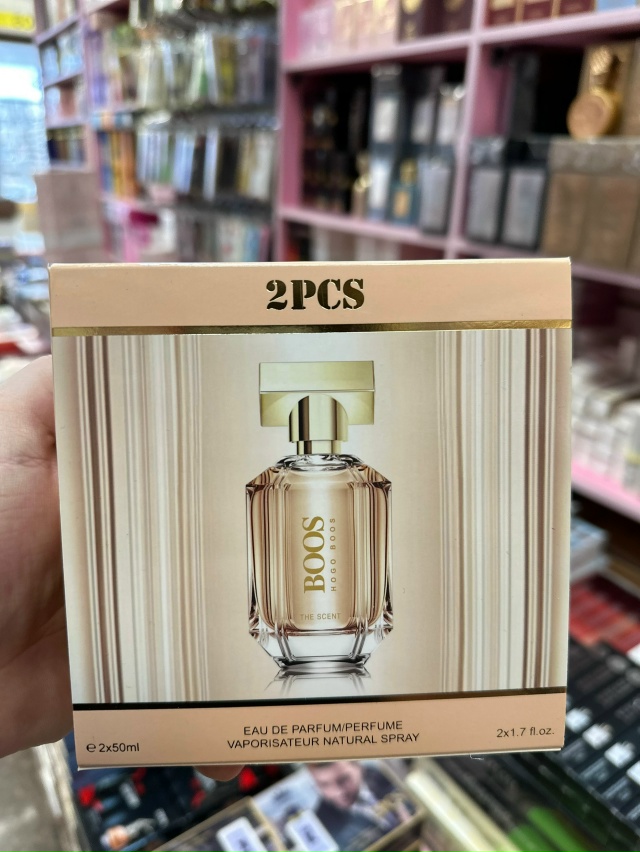 2PCS
BOOS
HOGO BOOS
THE SCENT
EAU DE PARFUM/PERFUME
℮ 2x50ml
VAPORISATEUR NATURAL SPRAY
2x1.7 fl.oz.